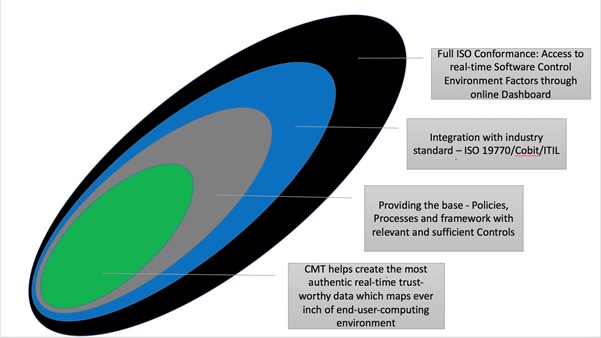 Full ISO Conformance: Access to
real-time Software Control
Environment Factors through
online Dashboard
Integration with industry
standard – ISO 19770/Cobit/ITIL
Providing the base - Policies,
Processes and framework with
relevant and sufficient Controls
CMT helps create the most
authentic real-time trust-
worthy data which maps ever
inch of end-user-computing
environment